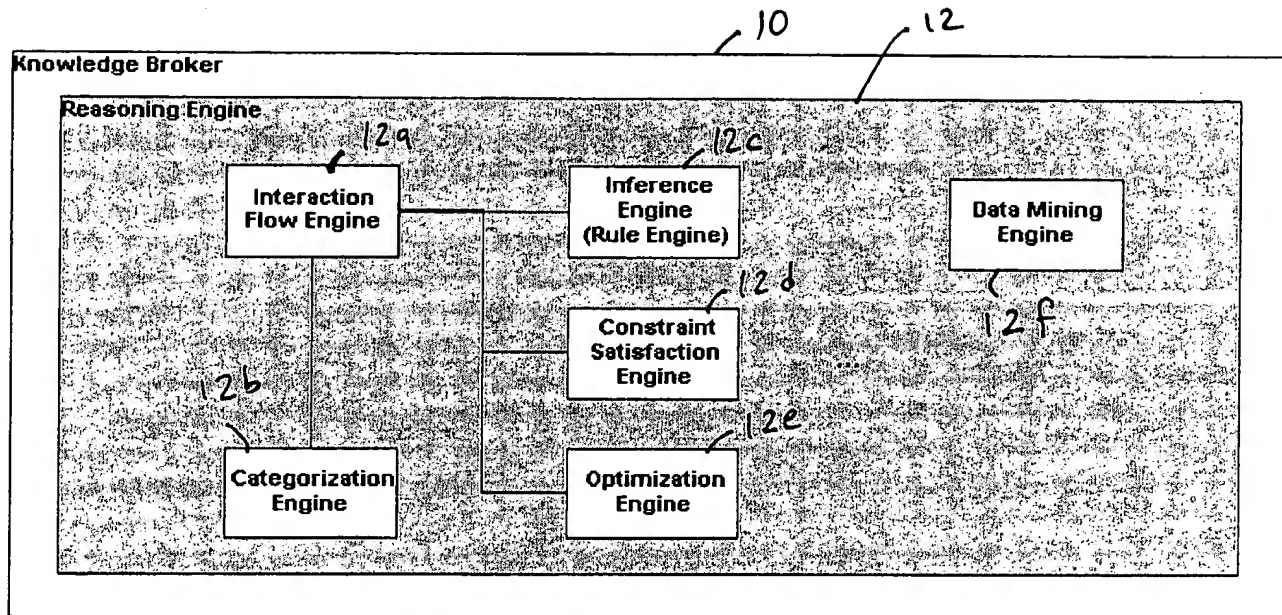 10
12
Knowledge Broker
Reasoning Engine
12a
12c
Interaction
Flow Engine
Inference
Engine
(Rule Engine)
Data Mining
Engine
12d
12f
Constraint
Satisfaction
Engine
...
12b
12e
Categorization
Engine
Optimization
Engine